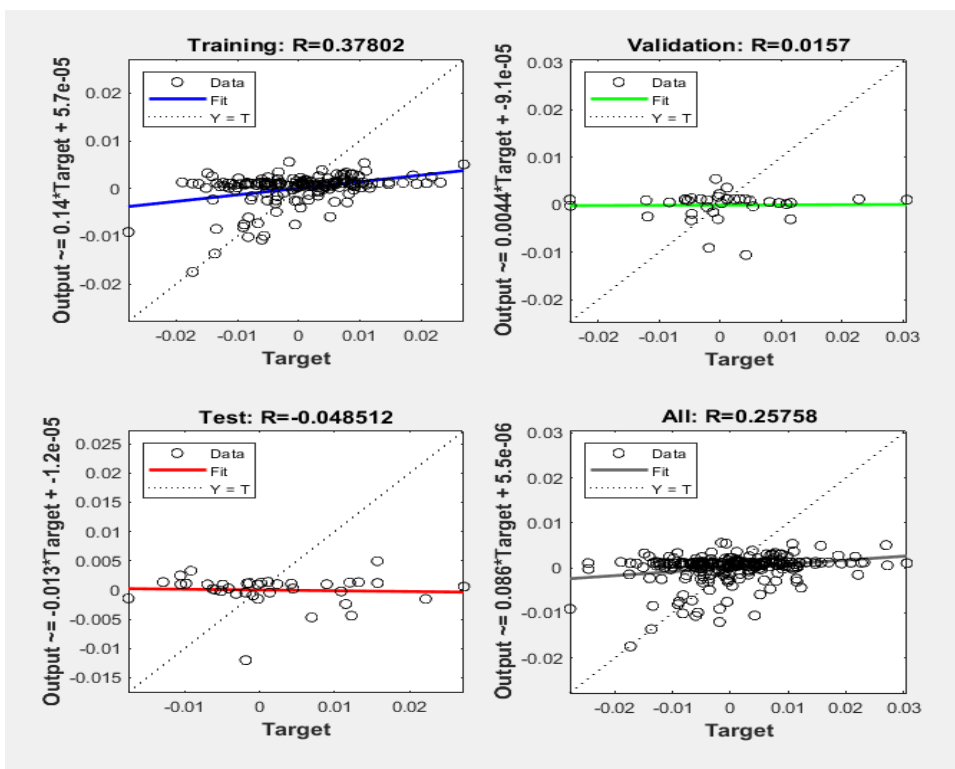 Training: R=0.37802
Output ~= 0.14*Target + 5.7e-05
0.02
0.01
0
-0.01
-0.02
Data
Fit
Y = T
-0.02 -0.01 0 0.01 0.02
Target
Validation: R=0.0157
Output ~= 0.0044*Target + -9.1e-05
0.03
0.02
0.01
0
-0.01
-0.02
Data
Fit
Y = T
-0.02 -0.01 0 0.01 0.02 0.03
Target
Test: R=-0.048512
Output ~= -0.013*Target + -1.2e-05
0.025
0.02
0.015
0.01
0.005
0
-0.005
-0.01
-0.015
Data
Fit
Y = T
-0.01 0 0.01 0.02
Target
All: R=0.25758
Output ~= 0.086*Target + 5.5e-06
0.03
0.02
0.01
0
-0.01
-0.02
Data
Fit
Y = T
-0.02 -0.01 0 0.01 0.02 0.03
Target